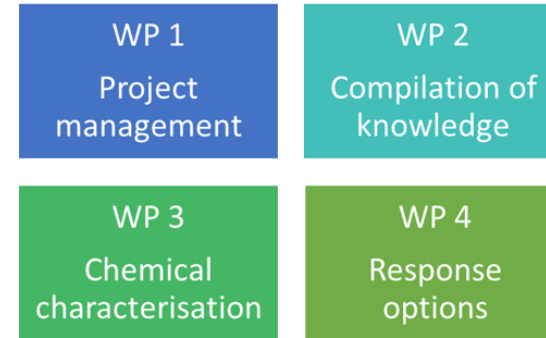 WP 1
Project
management
WP 2
Compilation of
knowledge
WP 3
Chemical
characterisation
WP 4
Response
options